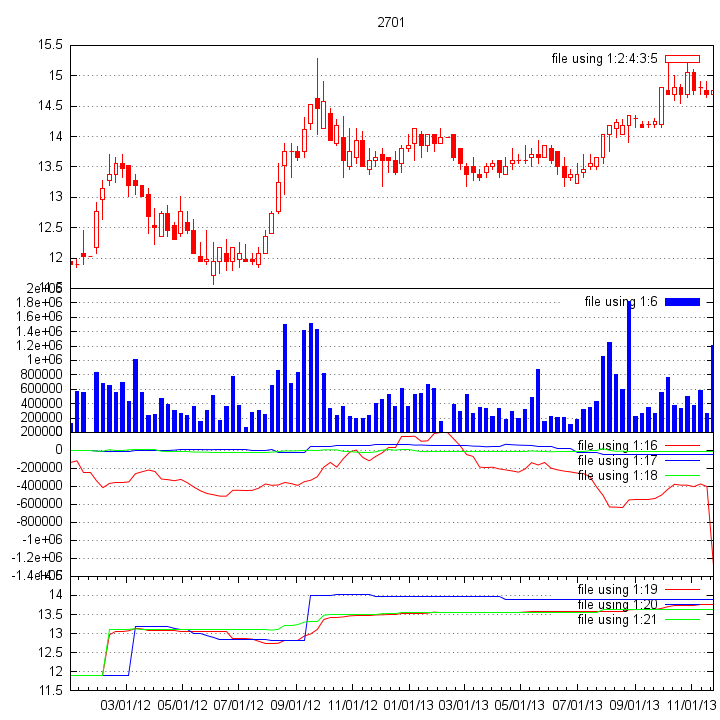 2701
15.5
file using 1:2:4:3:5
15
14.5
14
13.5
13
12.5
12
11.5
2e+06
1.8e+06
file using 1:6
1.6e+06
1.4e+06
1.2e+06
1e+06
800000
600000
400000
200000
0
file using 1:16
file using 1:17
file using 1:18
-200000
-400000
-600000
-800000
-1e+06
-1.2e+06
-1.4e+06
14
file using 1:19
file using 1:20
file using 1:21
13.5
13
12.5
12
11.5
03/01/12 05/01/12 07/01/12 09/01/12 11/01/12 01/01/13 03/01/13 05/01/13 07/01/13 09/01/13 11/01/13